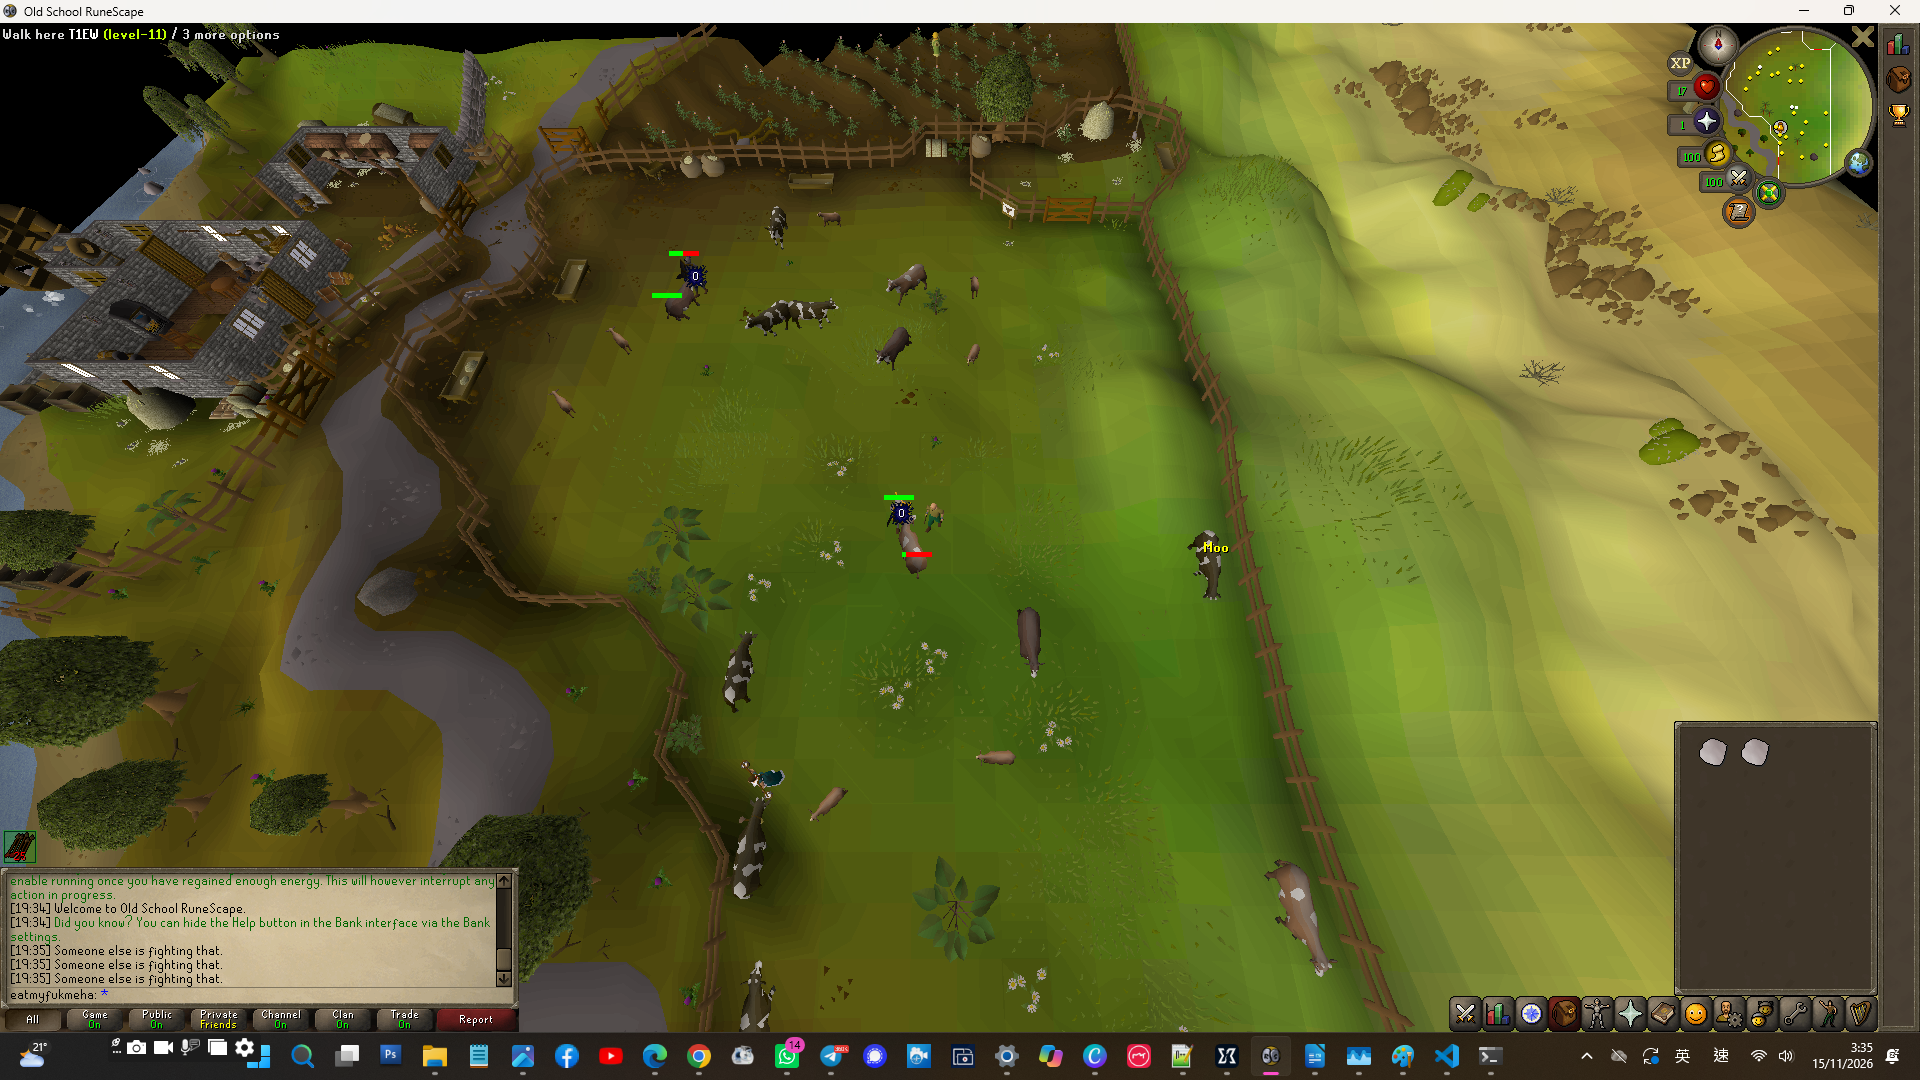 Old School RuneScape
Walk here T1EW (level-11) / 3 more options
N
XP
17
1
100
100
0
0
Moo
27
enable running once you have regained enough energy. This will however interrupt any
action in progress.
[19:34] Welcome to Old School RuneScape.
[19:34] Did you know? You can hide the Help button in the Bank interface via the Bank
settings.
[19:35] Someone else is fighting that.
[19:35] Someone else is fighting that.
[19:35] Someone else is fighting that.
eatmyfukmeha: *
All
Game
On
Public
On
Private
Friends
Channel
On
Clan
On
Trade
On
Report
21°
Ps
14
英
速
3:35
15/11/2026